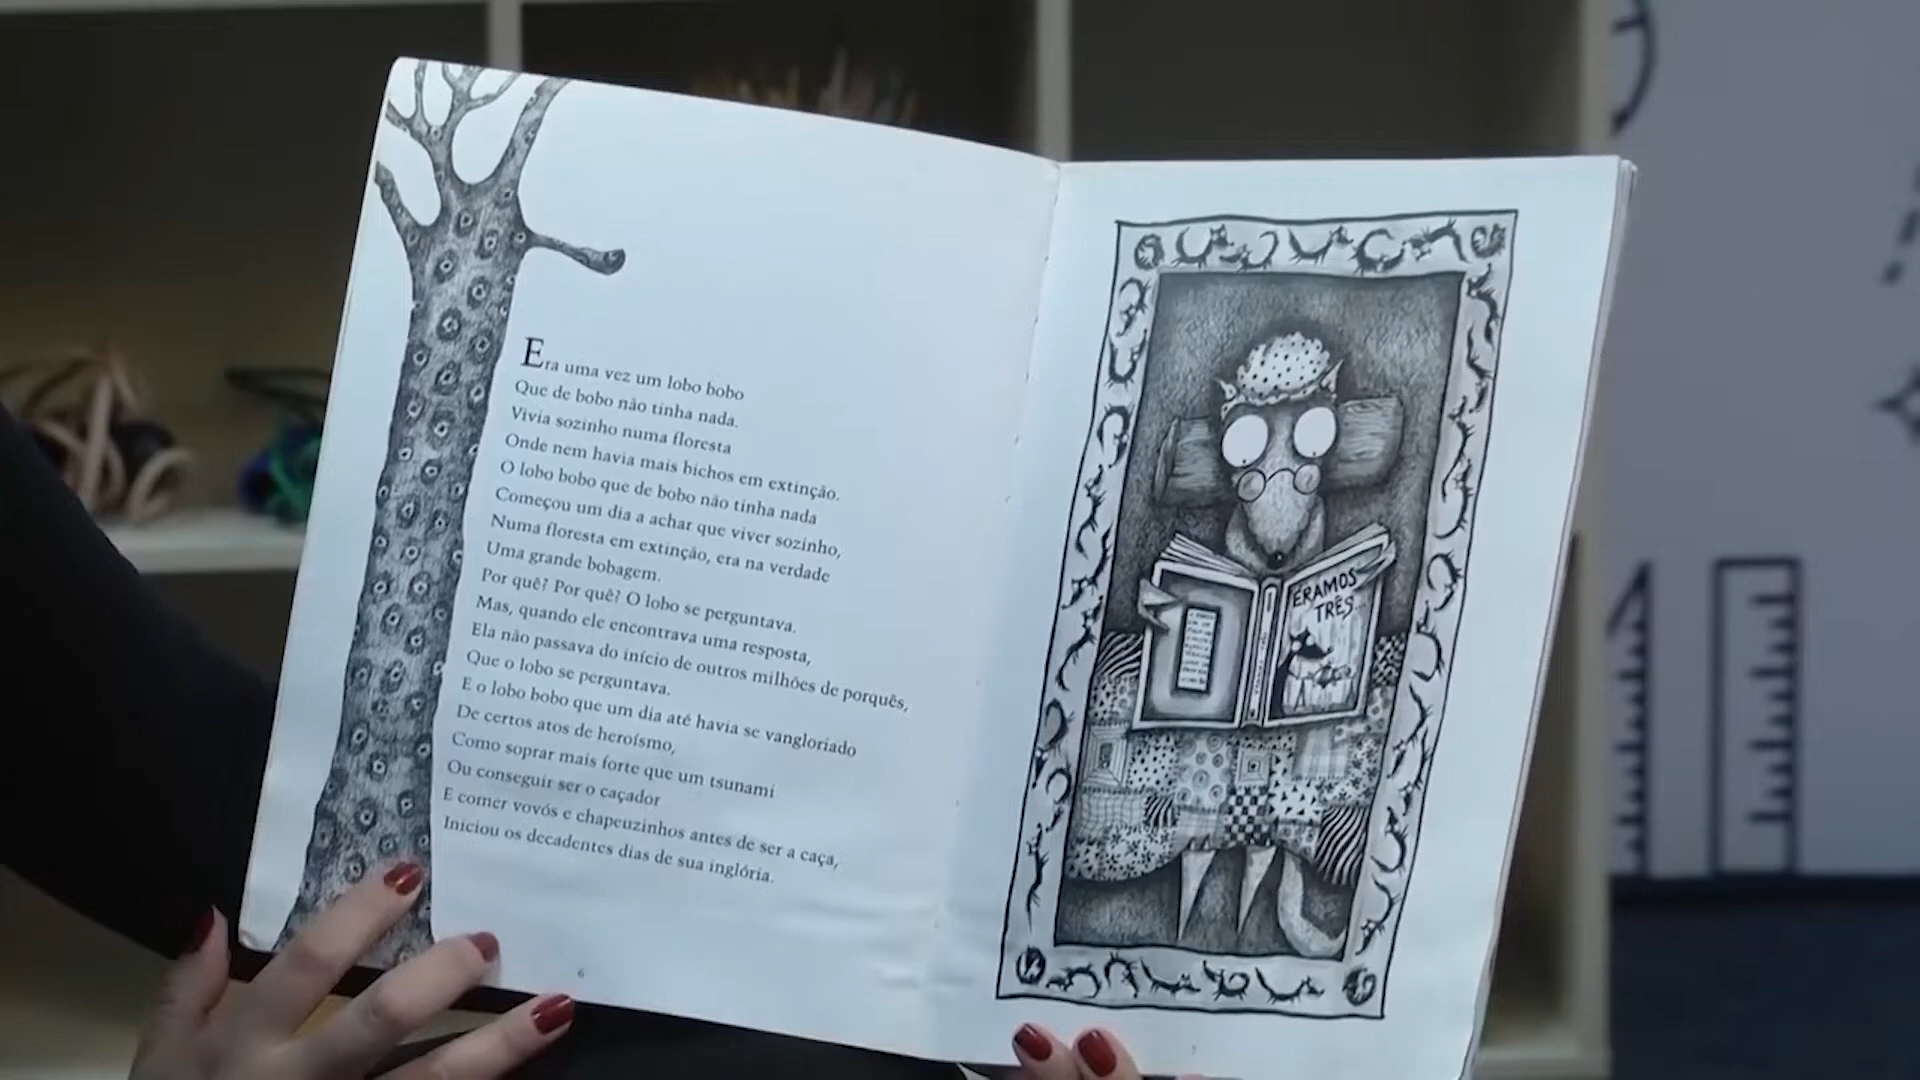 Era uma vez um lobo bobo
Que de bobo não tinha nada.
Vivia sozinho numa floresta
Onde nem havia mais bichos em extinção.
O lobo bobo que de bobo não tinha nada
Começou um dia a achar que viver sozinho,
Numa floresta em extinção, era na verdade
Uma grande bobagem.
Por quê? Por quê? O lobo se perguntava.
Mas, quando ele encontrava uma resposta,
Ela não passava do início de outros milhões de porquês,
Que o lobo se perguntava.
E o lobo bobo que um dia até havia se vangloriado
De certos atos de heroísmo,
Como soprar mais forte que um tsunami
Ou conseguir ser o caçador
E comer vovós e chapeuzinhos antes de ser a caça,
Iniciou os decadentes dias de sua inglória.
6
ÉRAMOS
TRÊS...
7